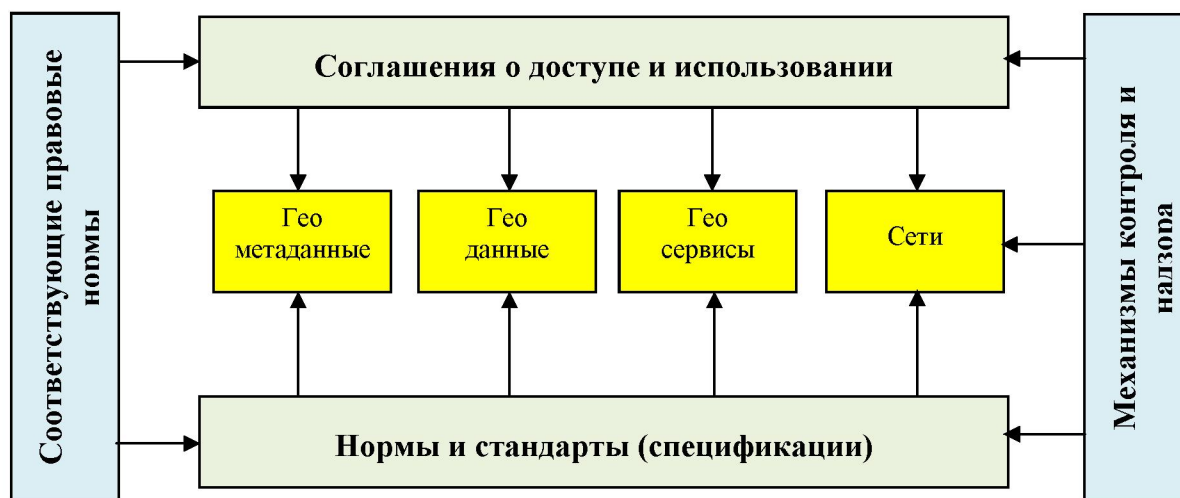 Соответствующие правовые
нормы
Соглашения о доступе и использовании
Гео
метаданные
Гео
данные
Гео
сервисы
Сети
Нормы и стандарты (спецификации)
Механизмы контроля и
надзора